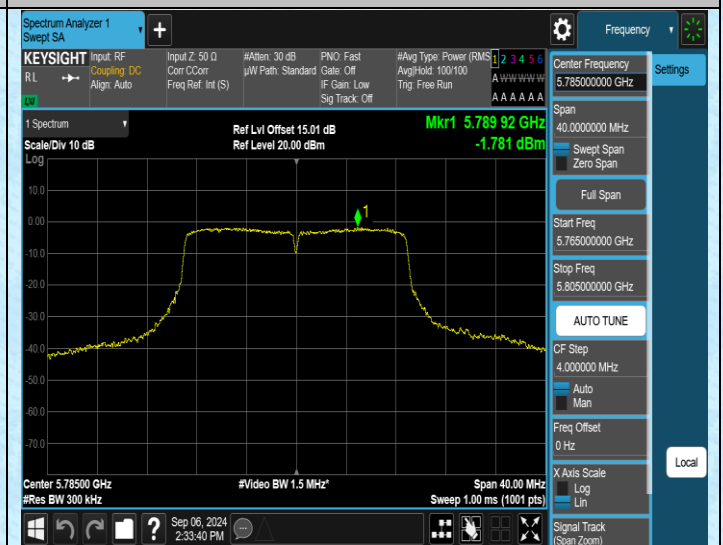 Spectrum Analyzer 1
Swept SA
Frequency
KEYSIGHT
R L
Input: RF
Coupling: DC
Align: Auto
Input Z: 50 Ω
Corr CCorr
Freq Ref: Int (S)
#Atten: 30 dB
µW Path: Standard
PNO: Fast
Gate: Off
IF Gain: Low
Sig Track: Off
#Avg Type: Power (RMS
Avg|Hold: 100/100
Trig: Free Run
1 2 3 4 5 6
A W W W W W
A A A A A A
LXI
1 Spectrum
Scale/Div 10 dB
Log
Ref Lvl Offset 15.01 dB
Ref Level 20.00 dBm
Mkr1 5.789 92 GHz
-1.781 dBm
10.0
0.00
-10.0
-20.0
-30.0
-40.0
-50.0
-60.0
-70.0
1
Center 5.78500 GHz
#Res BW 300 kHz
#Video BW 1.5 MHz*
Span 40.00 MHz
Sweep 1.00 ms (1001 pts)
?
Sep 06, 2024
2:33:40 PM
Center Frequency
5.785000000 GHz
Span
40.0000000 MHz
Swept Span
Zero Span
Full Span
Start Freq
5.765000000 GHz
Stop Freq
5.805000000 GHz
AUTO TUNE
CF Step
4.000000 MHz
Auto
Man
Freq Offset
0 Hz
X Axis Scale
Log
Lin
Signal Track
(Span Zoom)
Settings
Local